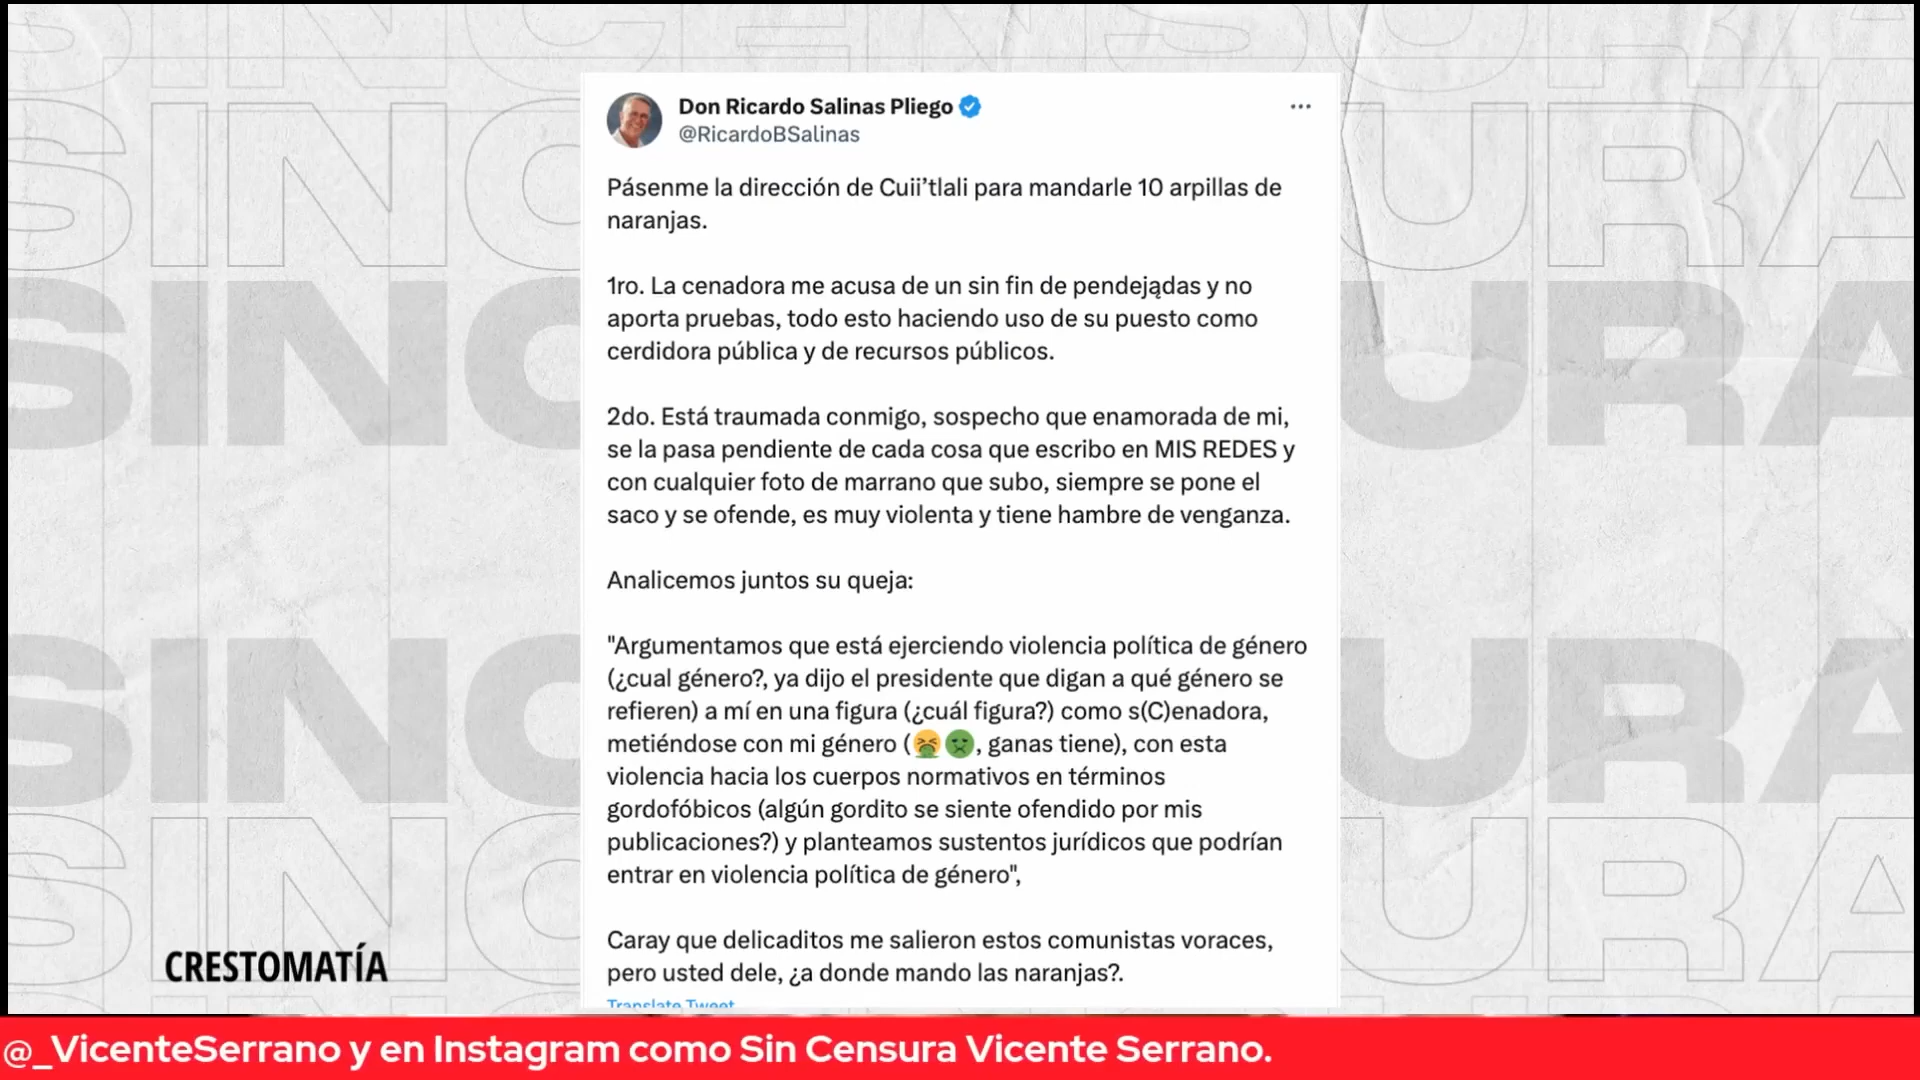 SINCENSURA
SINCENSURA
Don Ricardo Salinas Pliego
@RicardoBSalinas
Pásenme la dirección de Cuii’tlali para mandarle 10 arpillas de
naranjas.
1ro. La cenadora me acusa de un sin fin de pendejądas y no
aporta pruebas, todo esto haciendo uso de su puesto como
cerdidora pública y de recursos públicos.
2do. Está traumada conmigo, sospecho que enamorada de mi,
se la pasa pendiente de cada cosa que escribo en MIS REDES y
con cualquier foto de marrano que subo, siempre se pone el
saco y se ofende, es muy violenta y tiene hambre de venganza.
Analicemos juntos su queja:
"Argumentamos que está ejerciendo violencia política de género
(¿cual género?, ya dijo el presidente que digan a qué género se
refieren) a mí en una figura (¿cuál figura?) como s(C)enadora,
metiéndose con mi género (🤮🤢, ganas tiene), con esta
violencia hacia los cuerpos normativos en términos
gordofóbicos (algún gordito se siente ofendido por mis
publicaciones?) y planteamos sustentos jurídicos que podrían
entrar en violencia política de género",
Caray que delicaditos me salieron estos comunistas voraces,
pero usted dele, ¿a donde mando las naranjas?.
Translate Tweet
CRESTOMATÍA
@_VicenteSerrano y en Instagram como Sin Censura Vicente Serrano.